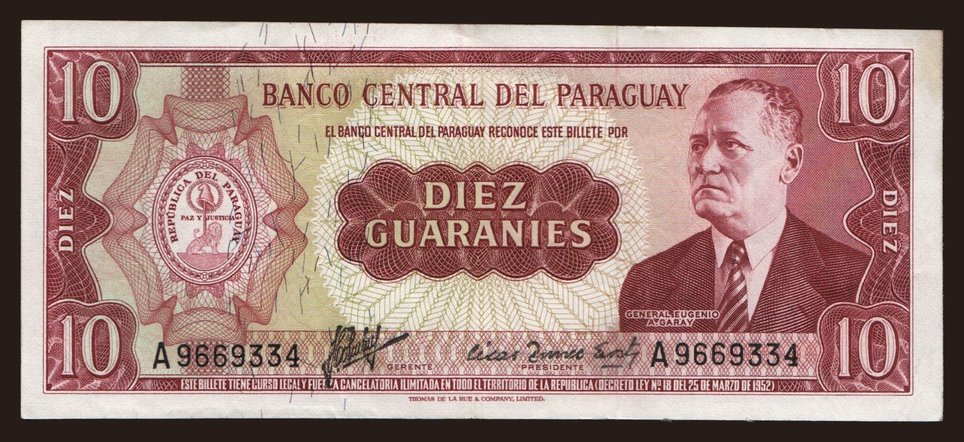 10
10
BANCO CENTRAL DEL PARAGUAY
EL BANCO CENTRAL DEL PARAGUAY RECONOCE ESTE BILLETE POR
DIEZ
DIEZ
REPÚBLICA DEL PARAGUAY
PAZ Y JUSTICIA
DIEZ
GUARANIES
GENERAL EUGENIO
A. GARAY
10
10
A 9669334
GERENTE
PRESIDENTE
A 9669334
ESTE BILLETE TIENE CURSO LEGAL Y FUERZA CANCELATORIA ILIMITADA EN TODO EL TERRITORIO DE LA REPUBLICA (DECRETO LEY Nº 18 DEL 25 DE MARZO DE 1952)
THOMAS DE LA RUE & COMPANY, LIMITED.